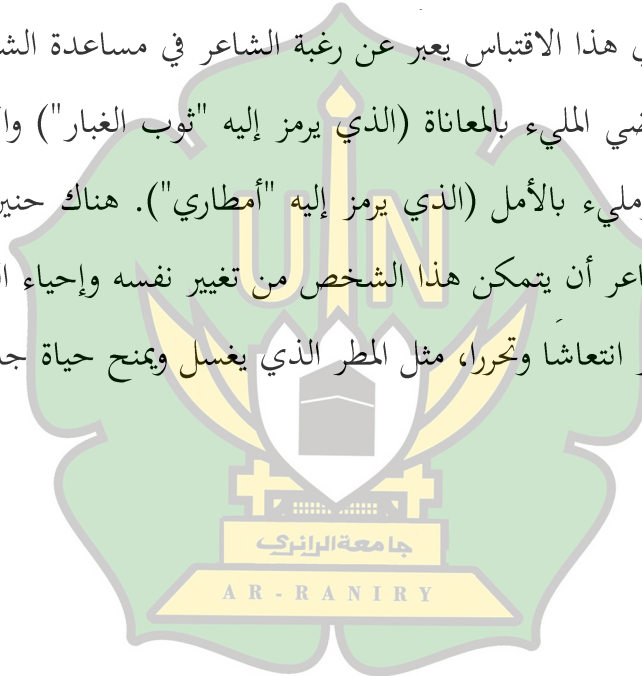 هذا الاقتباس يعبر عن رغبة الشاعر في مساعدة
المليء بالمعاناة (الذي يرمز إليه "ثوب الغبار")
ومليء بالأمل (الذي يرمز إليه "أمطاري"). هناك
أن يتمكن هذا الشخص من تغيير نفسه وإحياء
انتعاشًا وتحررا، مثل المطر الذي يغسل ويمنح حياة
UIN
جامعة الرانري
AR-RANIRY